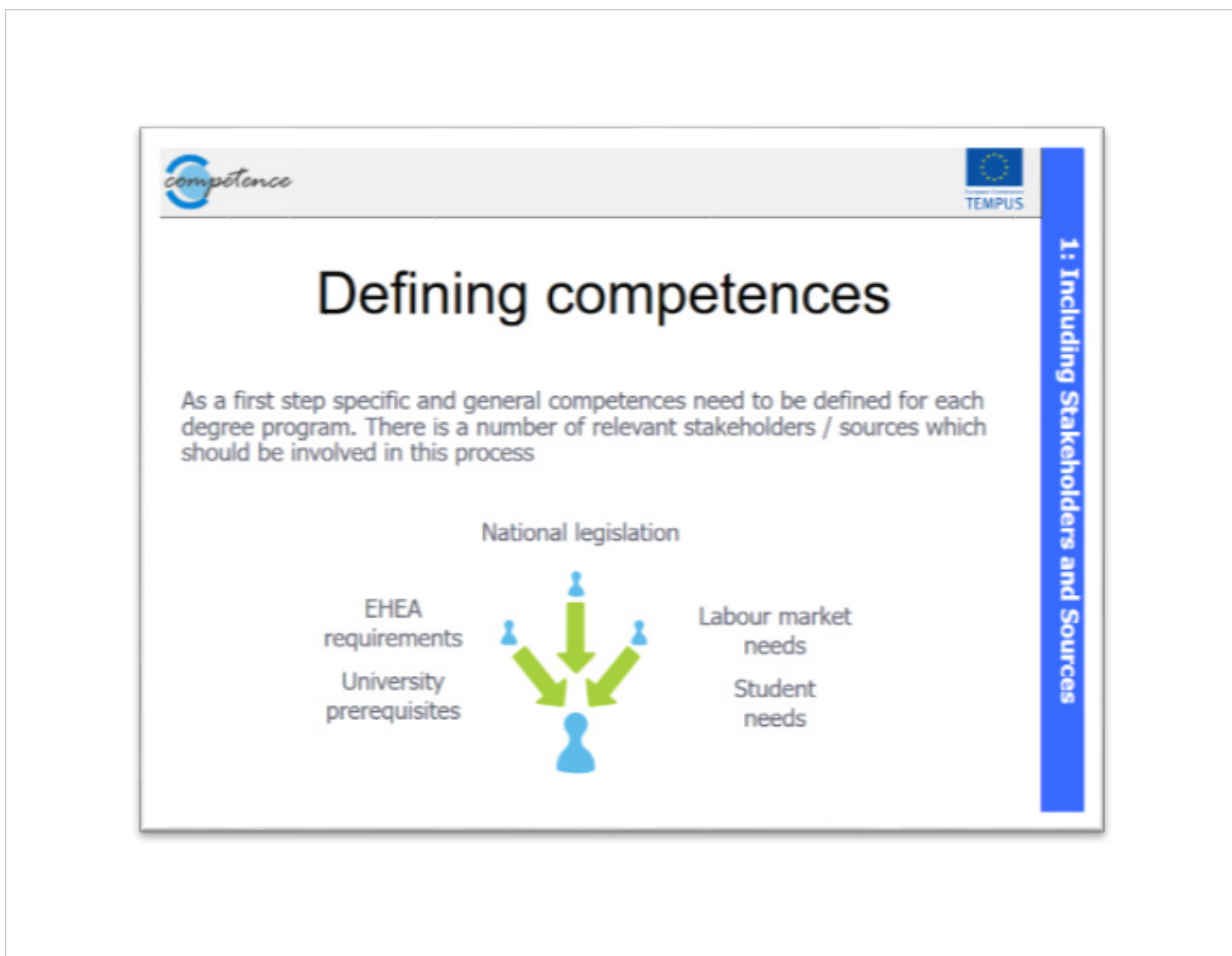 competence
TEMPUS
1: Including Stakeholders and Sources
Defining competences
As a first step specific and general competences need to be defined for each
degree program. There is a number of relevant stakeholders / sources which
should be involved in this process
National legislation
EHEA
requirements
University
prerequisites
Labour market
needs
Student
needs